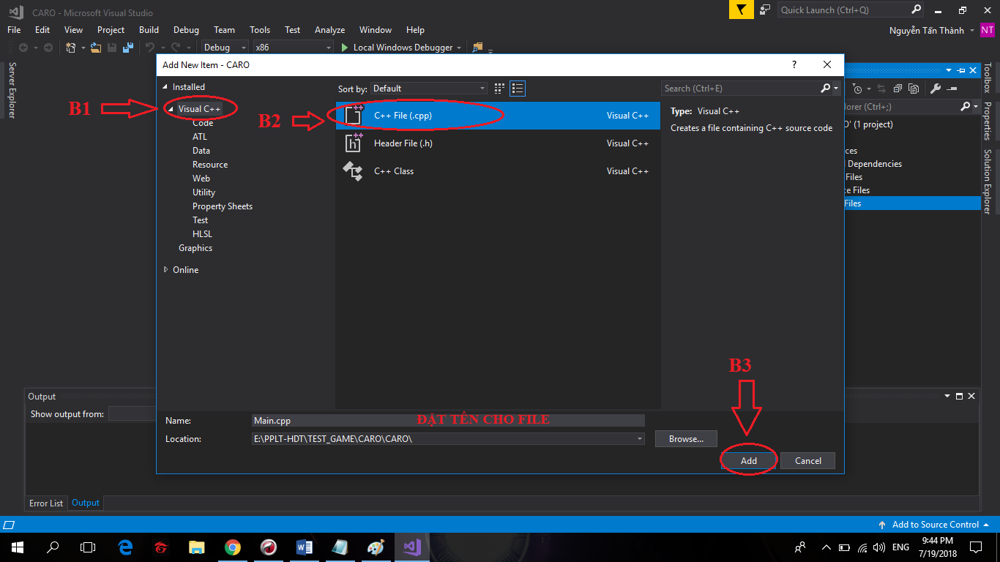 CARO - Microsoft Visual Studio
Quick Launch (Ctrl+Q)
File Edit View Project Build Debug Team Tools Test Analyze Window Help
Nguyễn Tấn Thành NT
Debug x86 Local Windows Debugger
Server Explorer
Add New Item - CARO ?
Installed
Sort by: Default
Search (Ctrl+E)
B1
Visual C++
Code
ATL
Data
Resource
Web
Utility
Property Sheets
Test
HLSL
Graphics
Online
B2
C++ File (.cpp) Visual C++
Header File (.h) Visual C++
C++ Class Visual C++
Type: Visual C++
Creates a file containing C++ source code
lorer (Ctrl+;)
O' (1 project)
ces
Dependencies
Files
ce Files
Files
Toolbox
Properties
Solution Explorer
B3
Output
Show output from:
Name: Main.cpp ĐẶT TÊN CHO FILE
Location: E:\PPLT-HDT\TEST_GAME\CARO\CARO\ Browse...
Add Cancel
Error List Output
Add to Source Control
ENG
9:44 PM
7/19/2018